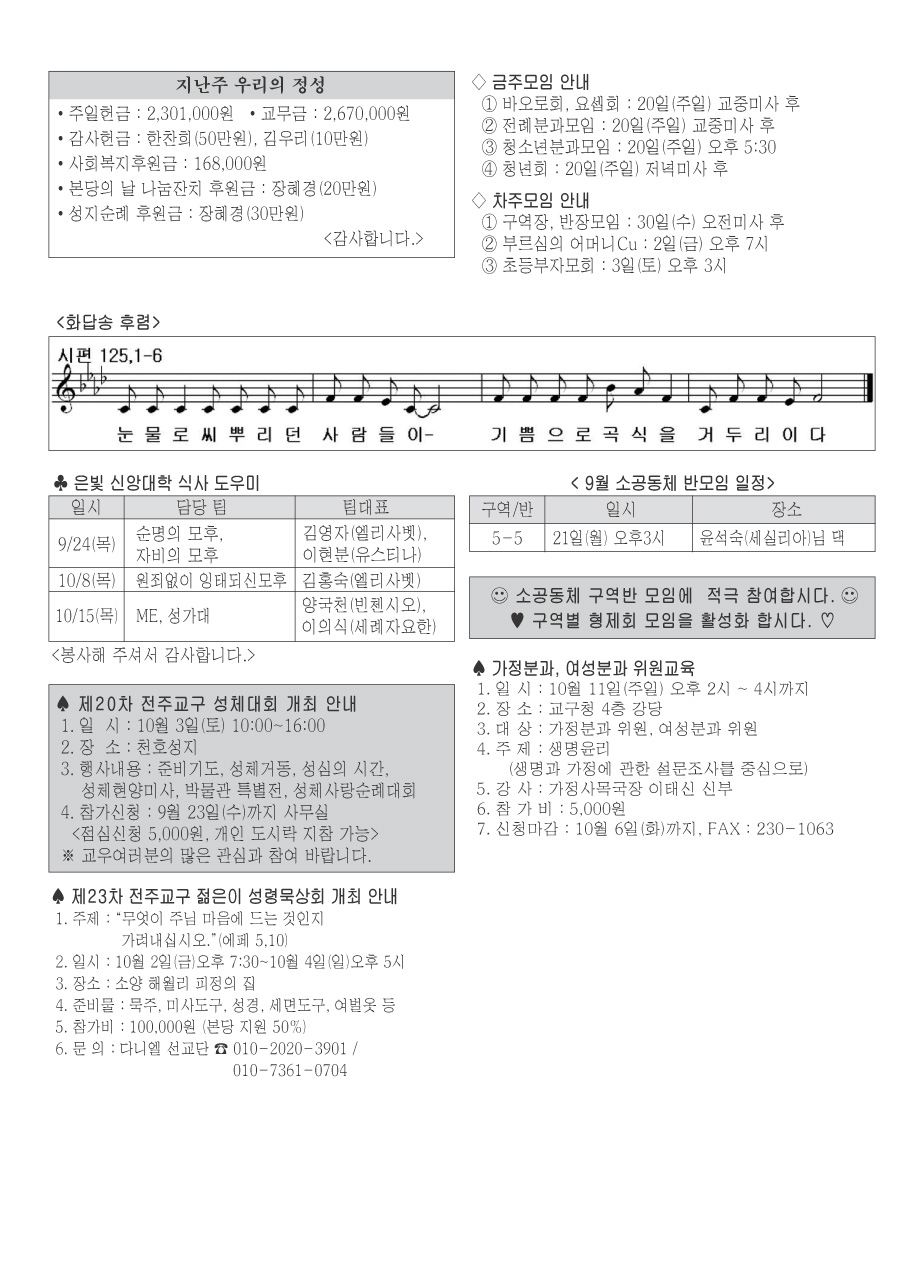 지난주 우리의 정성
• 주일헌금 : 2,301,000원 • 교무금 : 2,670,000원
• 감사헌금 : 한찬희(50만원), 김우리(10만원)
• 사회복지후원금 : 168,000원
• 본당의 날 나눔잔치 후원금 : 장혜경(20만원)
• 성지순례 후원금 : 장혜경(30만원)
<감사합니다.>
◇ 금주모임 안내
① 바오로회, 요셉회 : 20일(주일) 교중미사 후
② 전례분과모임 : 20일(주일) 교중미사 후
③ 청소년분과모임 : 20일(주일) 오후 5:30
④ 청년회 : 20일(주일) 저녁미사 후
◇ 차주모임 안내
① 구역장, 반장모임 : 30일(수) 오전미사 후
② 부르심의 어머니Cu : 2일(금) 오후 7시
③ 초등부자모회 : 3일(토) 오후 3시
<화답송 후렴>
시편 125,1-6
눈 물 로 씨 뿌 리 던 사 람 들 이- 기 쁨 으 로 곡 식 을 거 두 리 이 다
♣ 은빛 신앙대학 식사 도우미
일시 담당 팁 팁대표
9/24(목) 순명의 모후, 김영자(엘리사벳),
자비의 모후 이현분(유스티나)
10/8(목) 원죄없이 잉태되신모후 김홍숙(엘리사벳)
10/15(목) ME, 성가대 양국천(빈첸시오),
이의식(세례자요한)
<봉사해 주셔서 감사합니다.>
< 9월 소공동체 반모임 일정>
구역/반 일시 장소
5-5 21일(월) 오후3시 윤석숙(세실리아)님 댁
☺ 소공동체 구역반 모임에 적극 참여합시다. ☺
♥ 구역별 형제회 모임을 활성화 합시다. ♡
♠ 제20차 전주교구 성체대회 개최 안내
1. 일 시 : 10월 3일(토) 10:00~16:00
2. 장 소 : 천호성지
3. 행사내용 : 준비기도, 성체거동, 성심의 시간,
성체현양미사, 박물관 특별전, 성체사랑순례대회
4. 참가신청 : 9월 23일(수)까지 사무실
<점심신청 5,000원, 개인 도시락 지참 가능>
※ 교우여러분의 많은 관심과 참여 바랍니다.
♠ 가정분과, 여성분과 위원교육
1. 일 시 : 10월 11일(주일) 오후 2시 ~ 4시까지
2. 장 소 : 교구청 4층 강당
3. 대 상 : 가정분과 위원, 여성분과 위원
4. 주 제 : 생명윤리
(생명과 가정에 관한 설문조사를 중심으로)
5. 강 사 : 가정사목국장 이태신 신부
6. 참 가 비 : 5,000원
7. 신청마감 : 10월 6일(화)까지, FAX : 230-1063
♠ 제23차 전주교구 젊은이 성령묵상회 개최 안내
1. 주제 : "무엇이 주님 마음에 드는 것인지
가려내십시오."(에페 5,10)
2. 일시 : 10월 2일(금)오후 7:30~10월 4일(일)오후 5시
3. 장소 : 소양 해월리 피정의 집
4. 준비물 : 묵주, 미사도구, 성경, 세면도구, 여벌옷 등
5. 참가비 : 100,000원 (본당 지원 50%)
6. 문 의 : 다니엘 선교단 ☎ 010-2020-3901 /
010-7361-0704